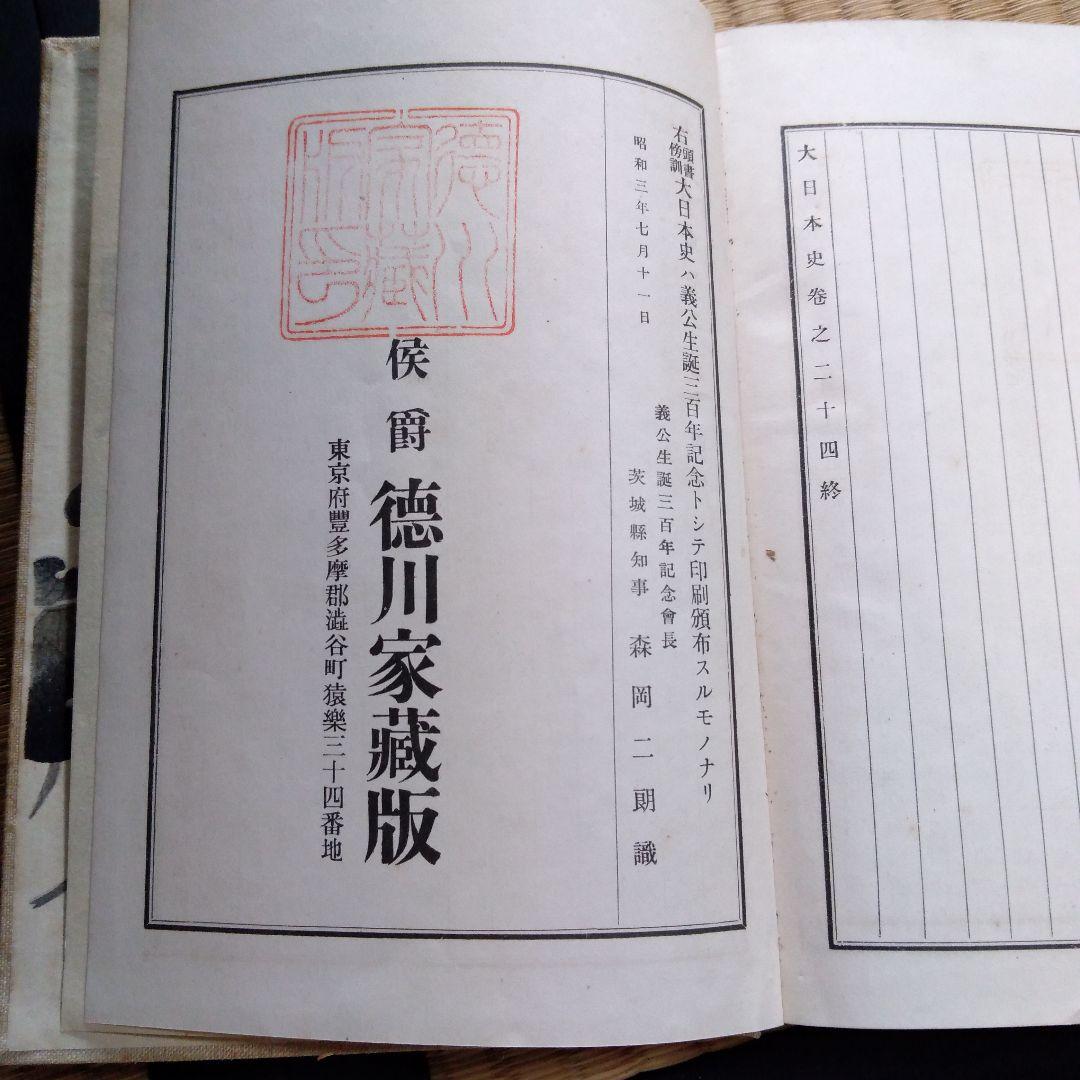 大日本史卷之二十四終
右頭書傍訓大日本史ハ義公生誕三百年記念トシテ印刷頒布スルモノナリ
昭和三年七月十一日
義公生誕三百年記念會長
茨城縣知事 森岡二朗識
德川
家藏
版印
侯爵德川家藏版
東京府豐多摩郡澁谷町猿樂三十四番地